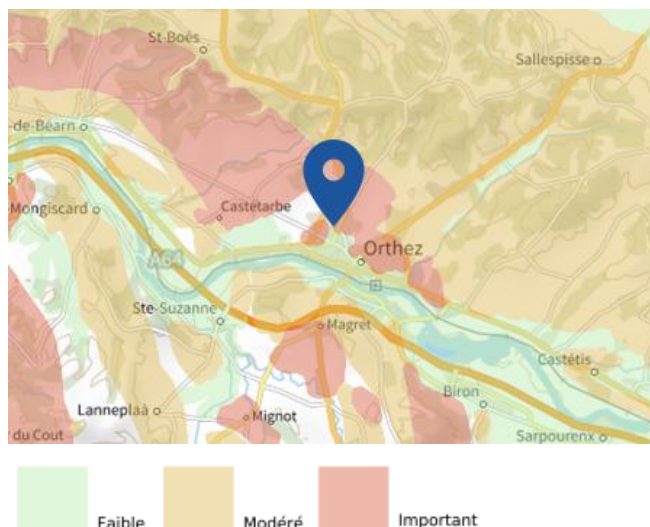 St-Boès
Sallespisse
-de-Béarn
Castétarbe
Mongiscard
Orthez
A64
Ste-Suzanne
Magret
Castétis
Biron
Lanneplaà
Mignot
du Cout
Sarpourenx
Faible
Modéré
Important